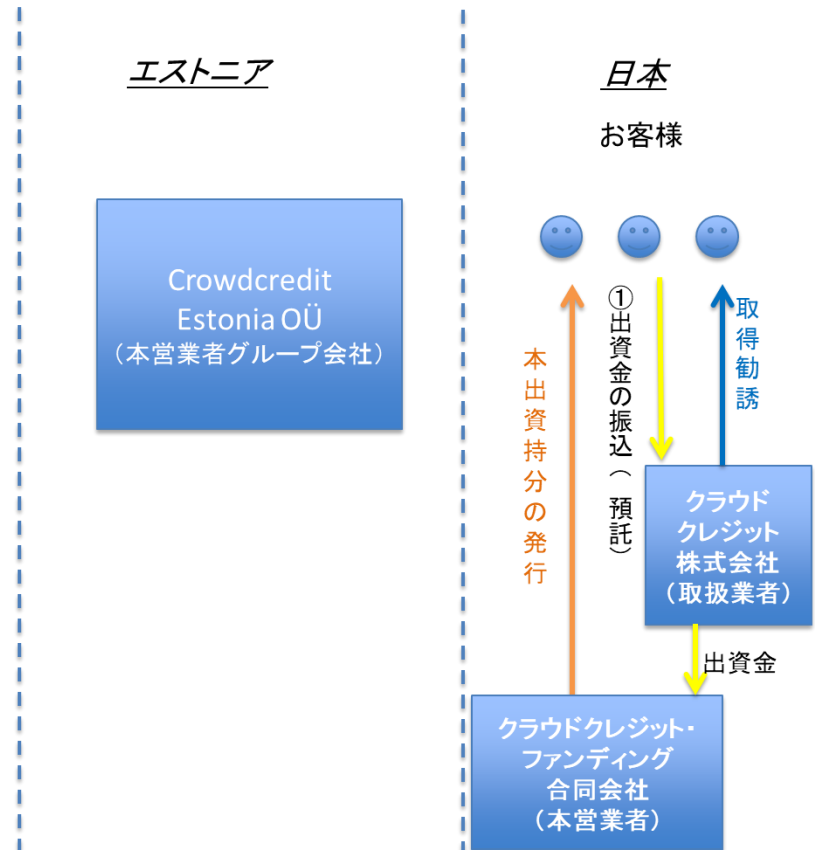 エストニア
日本
お客様
Crowdcredit
Estonia OÜ
（本営業者グループ会社）
本出資持分の発行
①出資金の振込（預託）
取得勧誘
クラウド
クレジット
株式会社
（取扱業者）
出資金
クラウドクレジット・
ファンディング
合同会社
（本営業者）